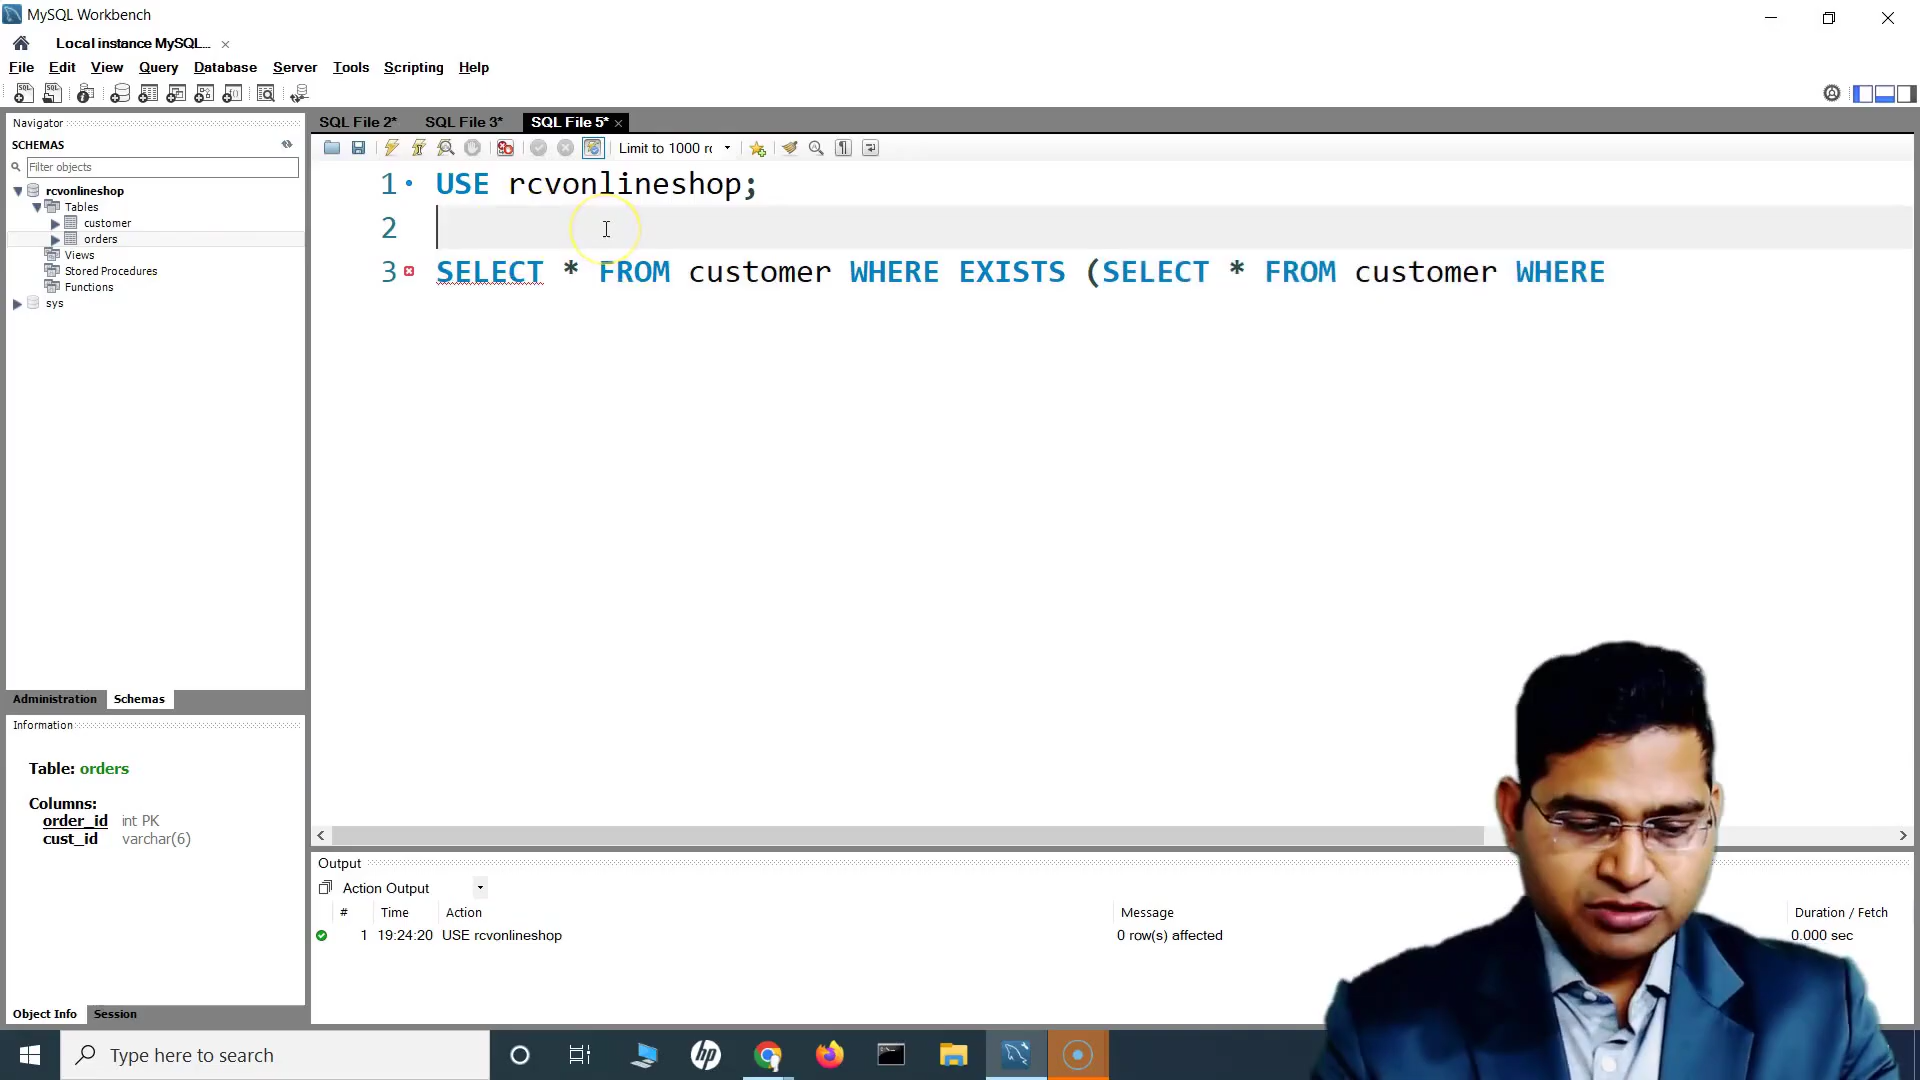 MySQL Workbench
Local instance MySQL...
File Edit View Query Database Server Tools Scripting Help
Navigator
SCHEMAS
Filter objects
rcvonlineshop
Tables
customer
orders
Views
Stored Procedures
Functions
sys
Administration Schemas
Information
Table: orders
Columns:
order_id int PK
cust_id varchar(6)
Object Info Session
SQL File 2* SQL File 3* SQL File 5*
Limit to 1000 rc
1 USE rcvonlineshop;
2
3 SELECT * FROM customer WHERE EXISTS (SELECT * FROM customer WHERE
Output
Action Output
# Time Action Message Duration / Fetch
1 19:24:20 USE rcvonlineshop 0 row(s) affected 0.000 sec
Type here to search
hp